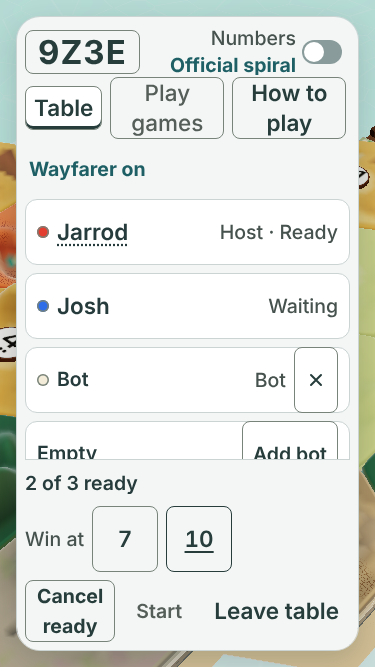 9Z3E
Numbers
Official spiral
Table
Play games
How to play
Wayfarer on
Jarrod
Host · Ready
Josh
Waiting
Bot
Bot
×
Empty
Add bot
2 of 3 ready
Win at
7
10
Cancel ready
Start
Leave table